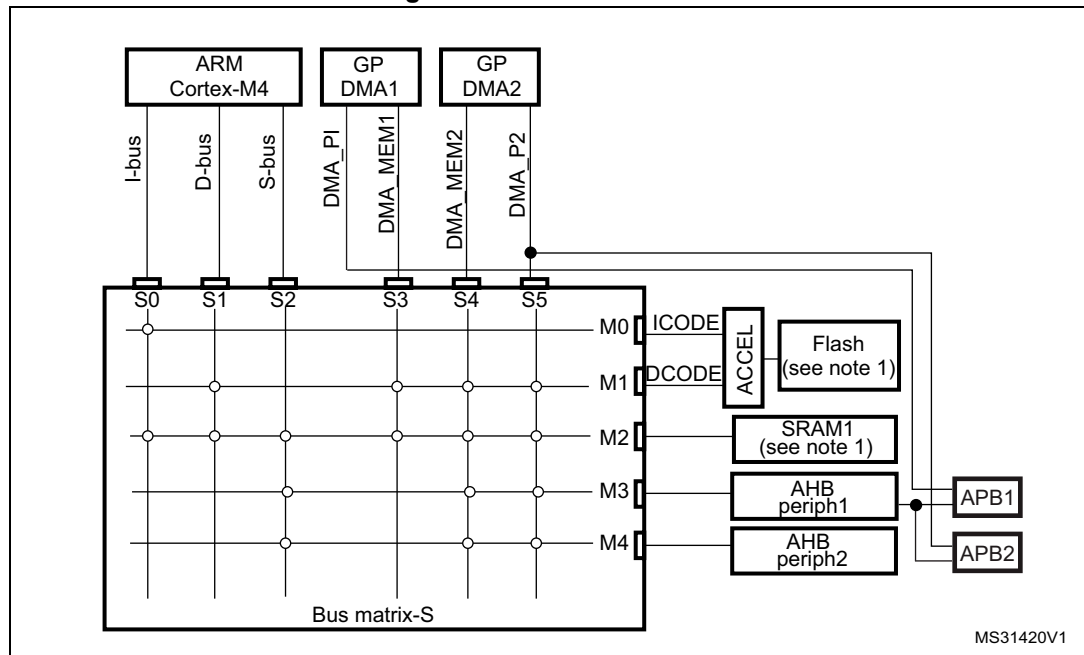 ARM
Cortex-M4
GP
DMA1
GP
DMA2
I-bus
D-bus
S-bus
DMA_PI
DMA_MEM1
DMA_MEM2
DMA_P2
S0
S1
S2
S3
S4
S5
M0
ICODE
M1
DCODE
ACCEL
Flash
(see note 1)
M2
SRAM1
(see note 1)
M3
AHB
periph1
APB1
M4
AHB
periph2
APB2
Bus matrix-S
MS31420V1